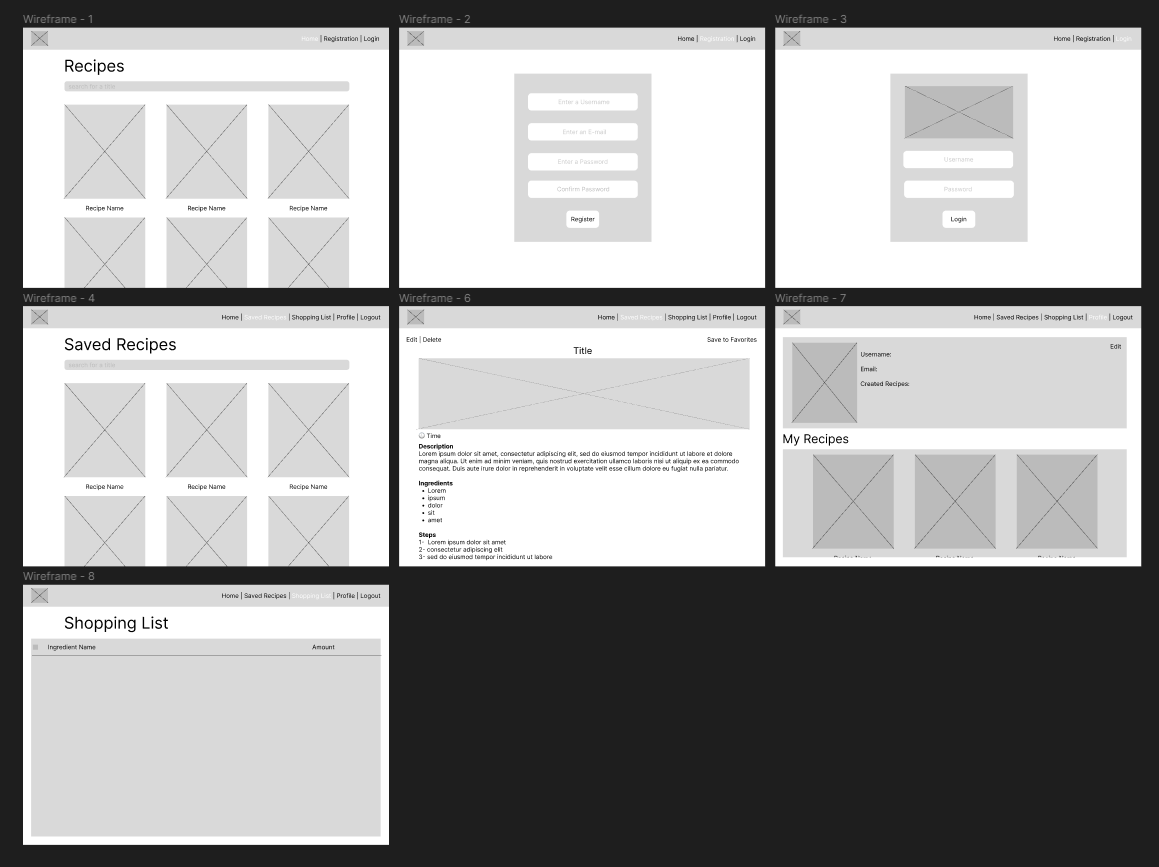 Wireframe - 1
Home | Registration | Login
Recipes
Search for a title
Recipe Name
Recipe Name
Recipe Name
Wireframe - 2
Home | Registration | Login
Enter a Username
Enter an E-mail
Enter a Password
Confirm Password
Register
Wireframe - 3
Home | Registration | Login
Username
Password
Login
Wireframe - 4
Home | Saved Recipes | Shopping List | Profile | Logout
Saved Recipes
Search for a title
Recipe Name
Recipe Name
Recipe Name
Wireframe - 6
Home | Saved Recipes | Shopping List | Profile | Logout
Edit | Delete
Save to Favorites
Title
Time
Description
Lorem ipsum dolor sit amet, consectetur adipiscing elit, sed do eiusmod tempor incididunt ut labore et dolore
magna aliqua. Ut enim ad minim veniam, quis nostrud exercitation ullamco laboris nisi ut aliquip ex ea commodo
consequat. Duis aute irure dolor in reprehenderit in voluptate velit esse cillum dolore eu fugiat nulla pariatur.
Ingredients
• Lorem
• ipsum
• dolor
• sit
• amet
Steps
1- Lorem ipsum dolor sit amet
2- consectetur adipiscing elit
3- sed do eiusmod tempor incididunt ut labore
Wireframe - 7
Home | Saved Recipes | Shopping List | Profile | Logout
Edit
Username:
Email:
Created Recipes:
My Recipes
Recipe Name
Recipe Name
Recipe Name
Wireframe - 8
Home | Saved Recipes | Shopping List | Profile | Logout
Shopping List
Ingredient Name
Amount